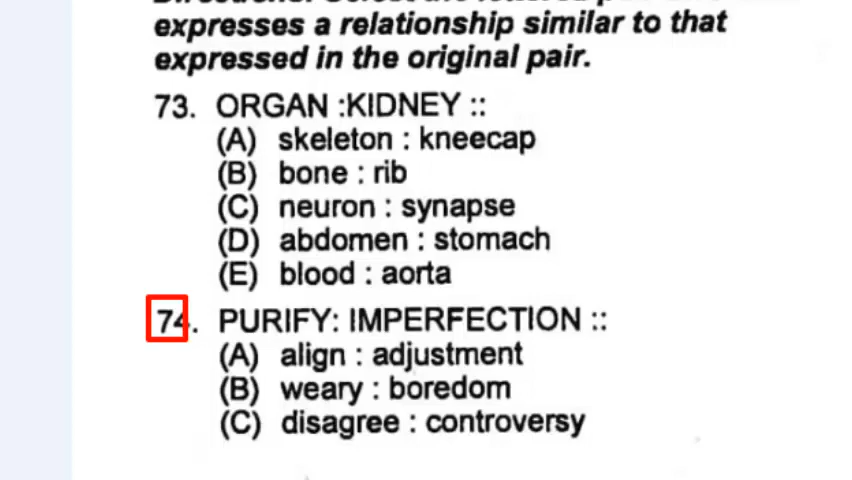 expresses a relationship similar to that
expressed in the original pair.
73. ORGAN :KIDNEY ::
(A) skeleton : kneecap
(B) bone : rib
(C) neuron : synapse
(D) abdomen : stomach
(E) blood : aorta
74. PURIFY: IMPERFECTION ::
(A) align : adjustment
(B) weary : boredom
(C) disagree : controversy